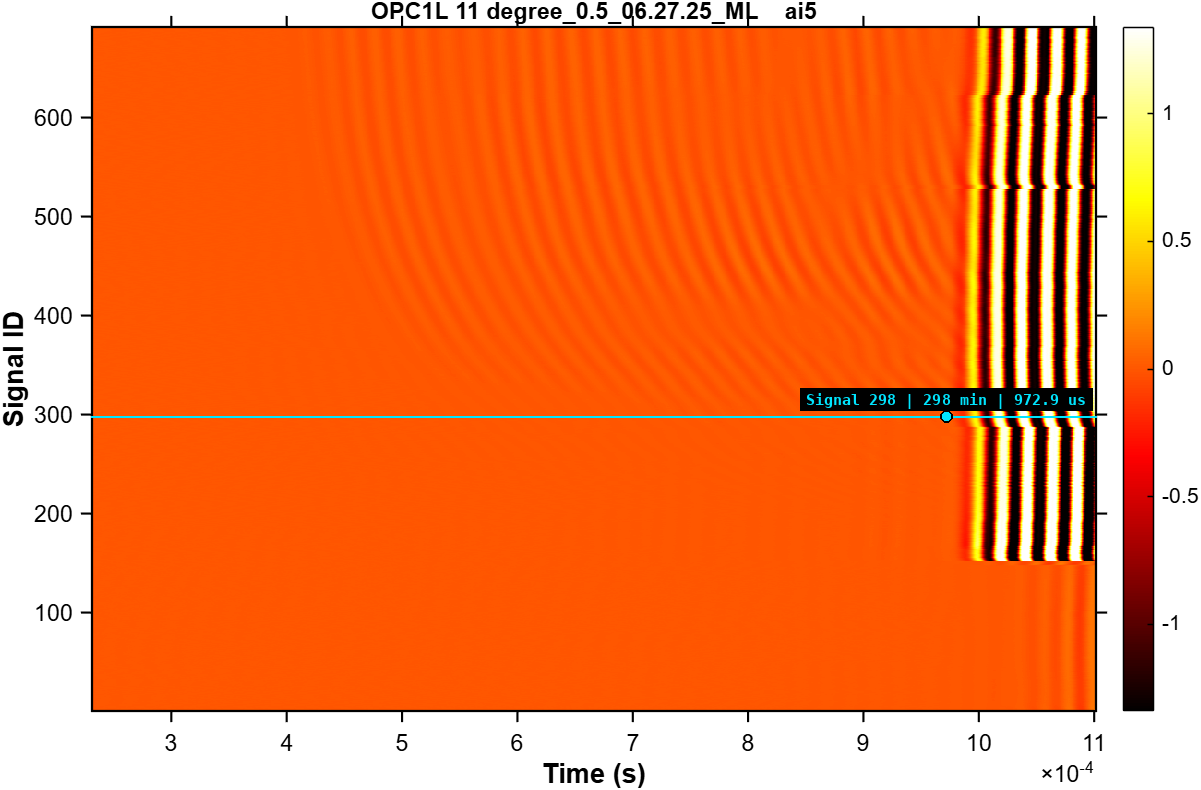 OPC1L 11 degree_0.5_06.27.25_ML ai5
Signal ID
600
500
400
300
200
100
Signal 298 | 298 min | 972.9 us
3 4 5 6 7 8 9 10 11
Time (s)
×10-4
1
0.5
0
-0.5
-1